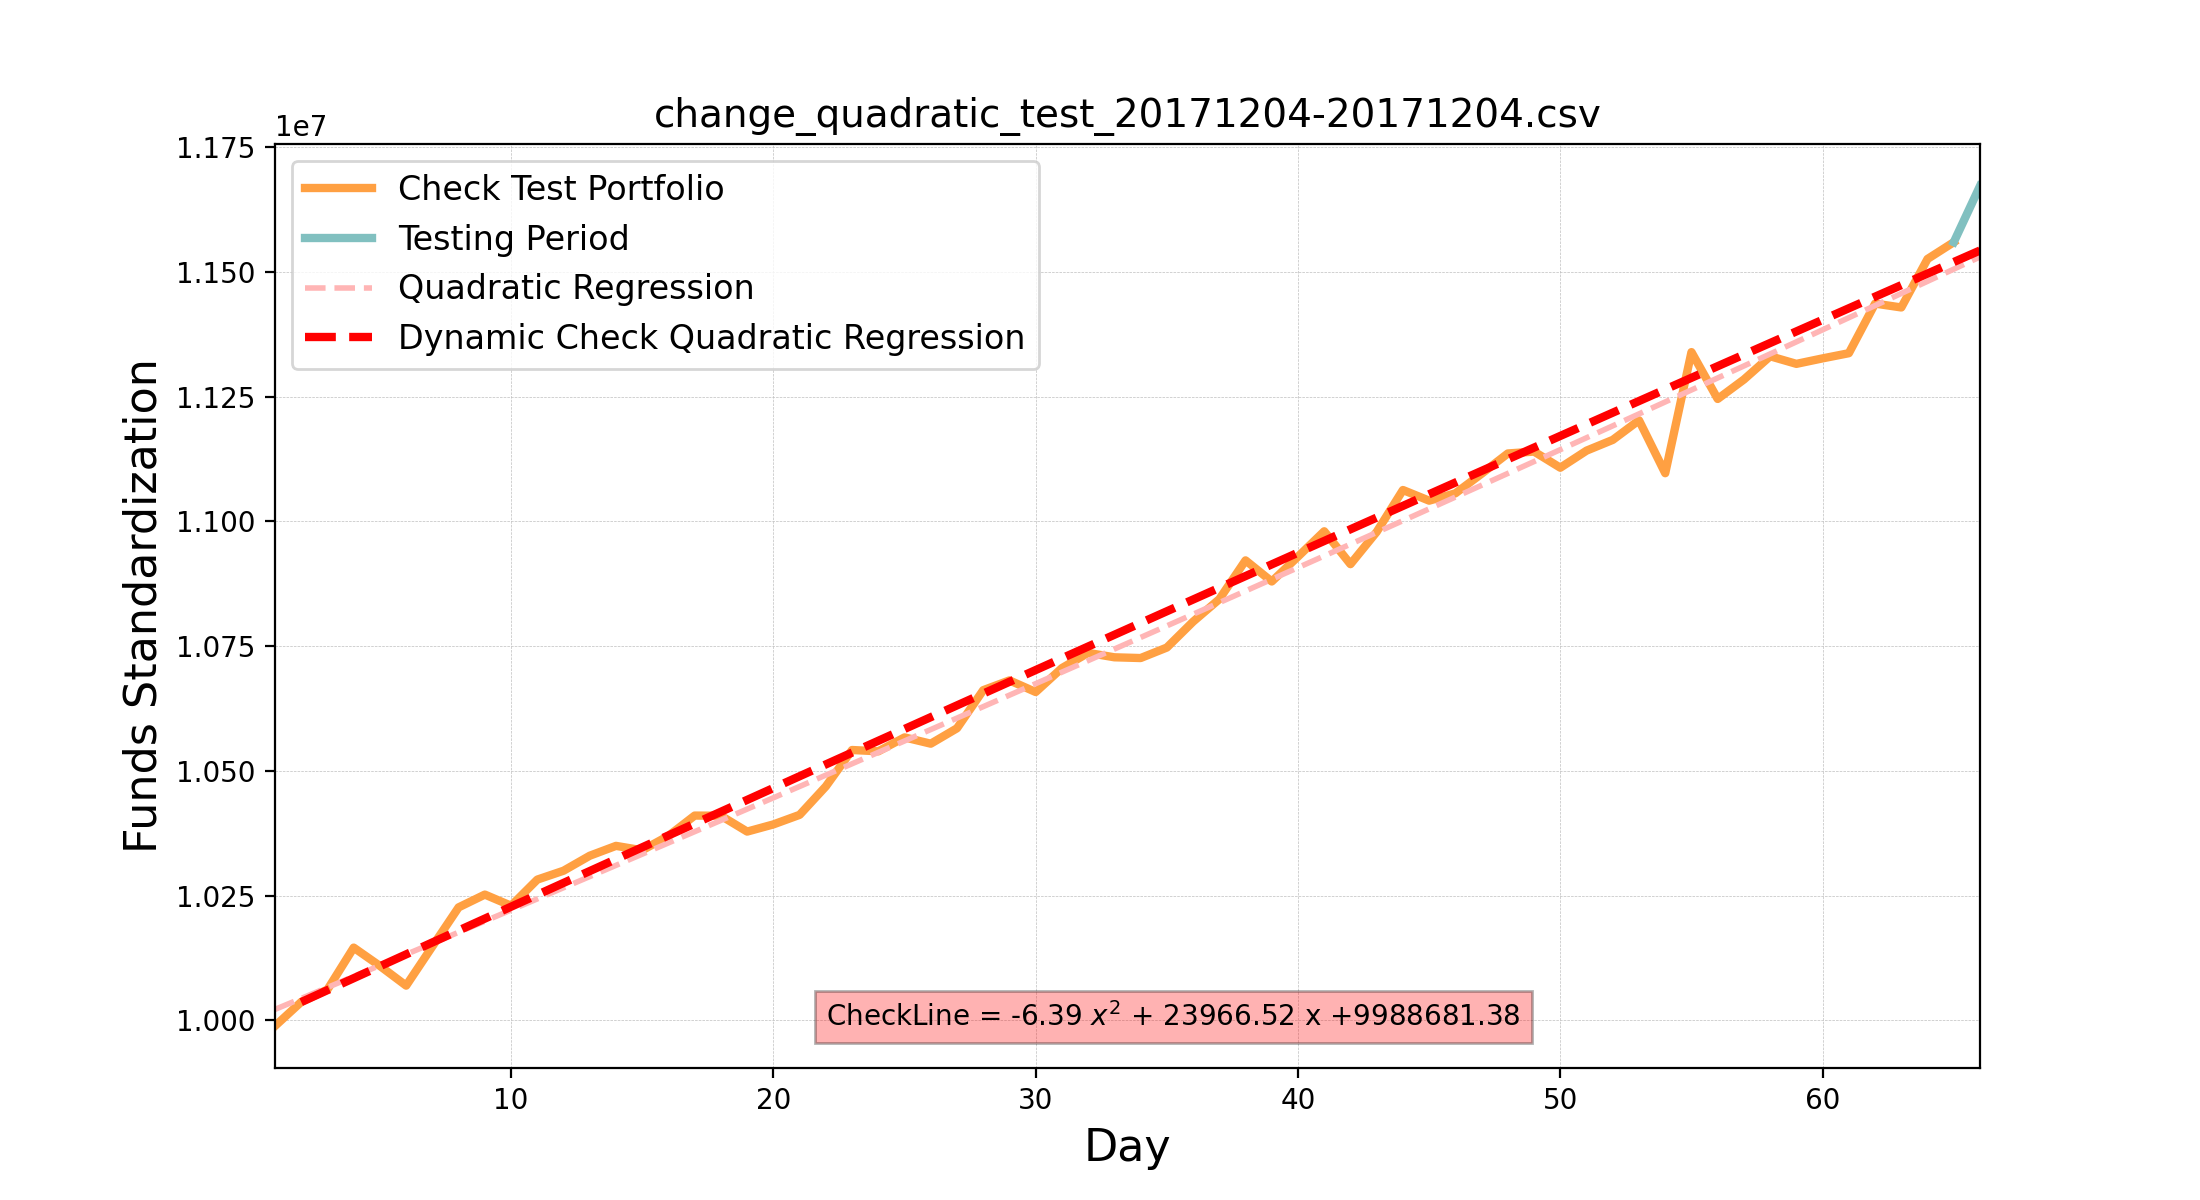 change_quadratic_test_20171204-20171204.csv
1e7
1.175
1.150
1.125
1.100
1.075
1.050
1.025
1.000
Funds Standardization
Check Test Portfolio
Testing Period
Quadratic Regression
Dynamic Check Quadratic Regression
CheckLine = -6.39 x² + 23966.52 x +9988681.38
10 20 30 40 50 60
Day